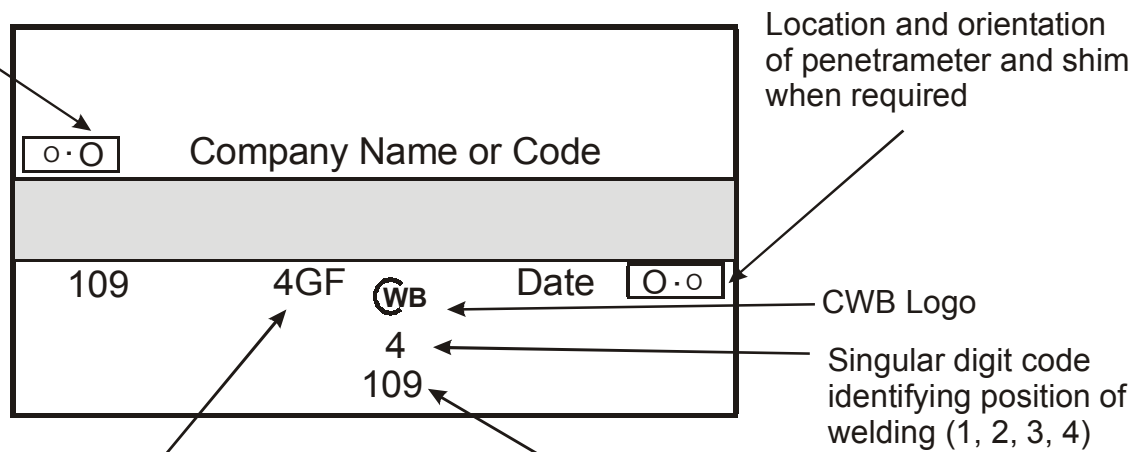 Location and orientation
of penetrameter and shim
when required
O · O Company Name or Code
109 4GF CWB Date O · O
CWB Logo
4
109
Singular digit code
identifying position of
welding (1, 2, 3, 4)